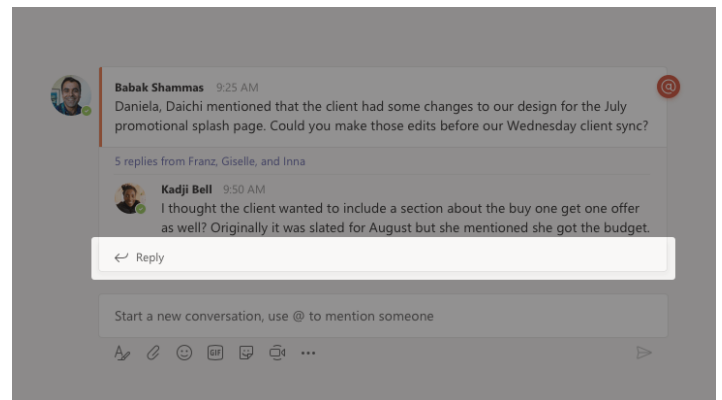 Babak Shammas 9:25 AM
@
Daniela, Daichi mentioned that the client had some changes to our design for the July
promotional splash page. Could you make those edits before our Wednesday client sync?
5 replies from Franz, Giselle, and Inna
Kadji Bell 9:50 AM
I thought the client wanted to include a section about the buy one get one offer
as well? Originally it was slated for August but she mentioned she got the budget.
Reply
Start a new conversation, use @ to mention someone
A GIF